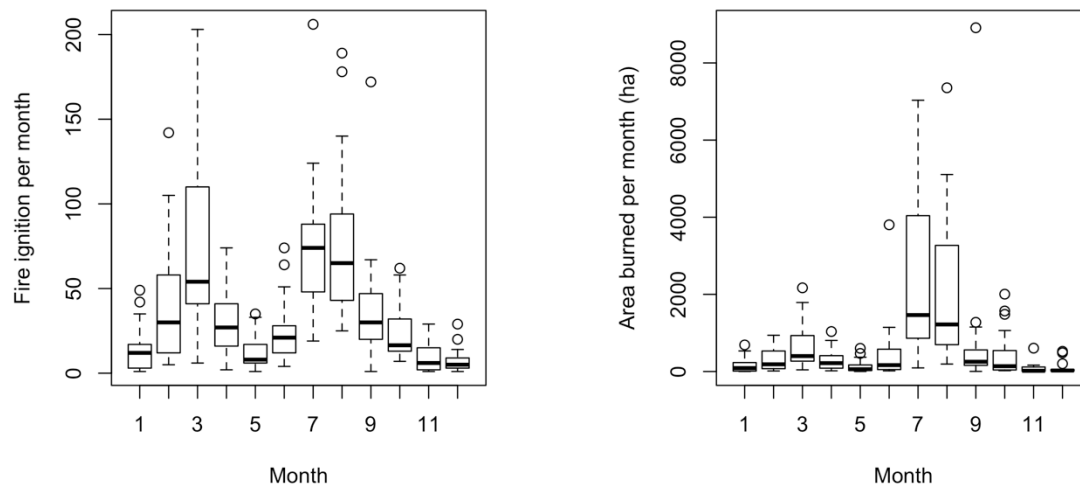 Fire ignition per month
200
150
100
50
0
1 3 5 7 9 11
Month
Area burned per month (ha)
8000
6000
4000
2000
0
1 3 5 7 9 11
Month